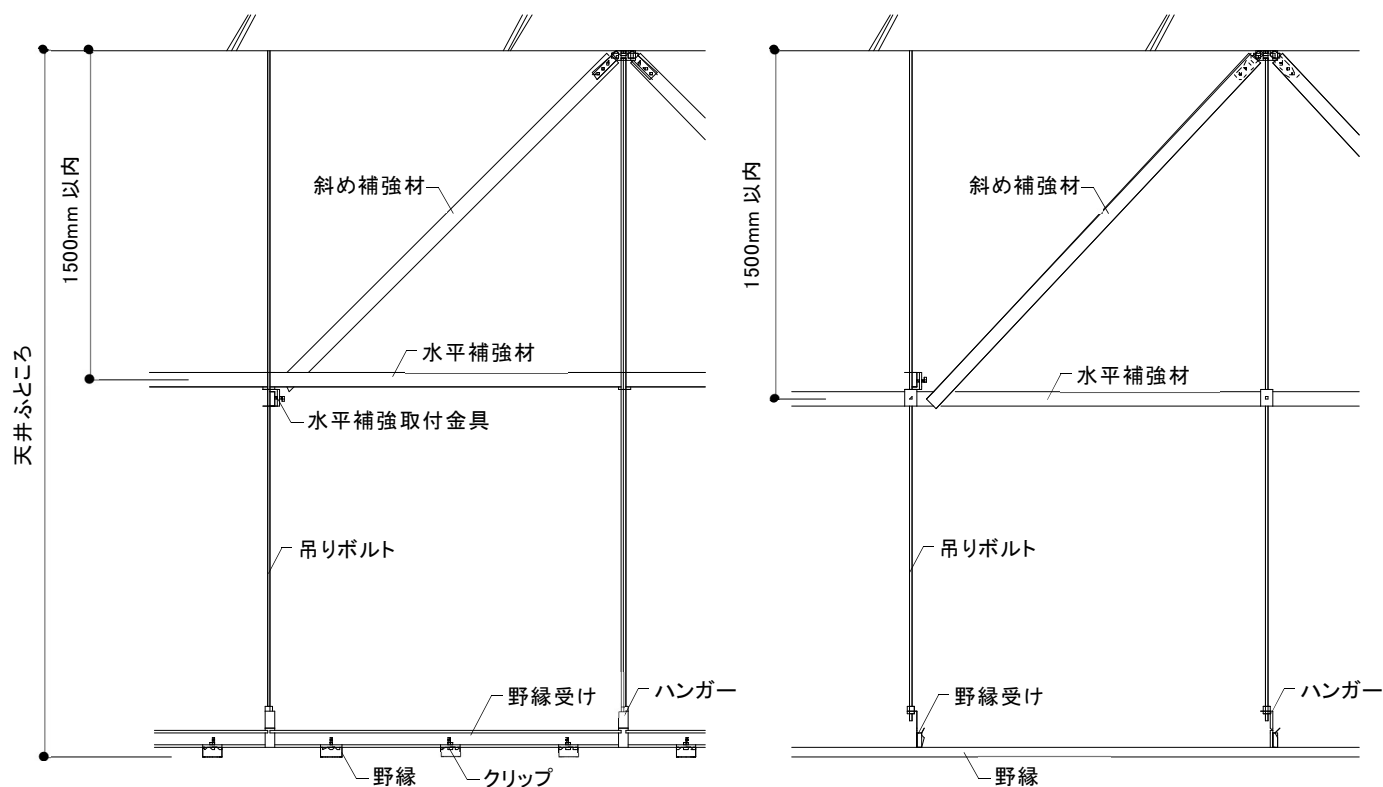 斜め補強材
1500mm 以内
水平補強材
水平補強取付金具
天井ふところ
吊りボルト
野縁受け
ハンガー
野縁
クリップ
斜め補強材
1500mm 以内
水平補強材
吊りボルト
野縁受け
ハンガー
野縁